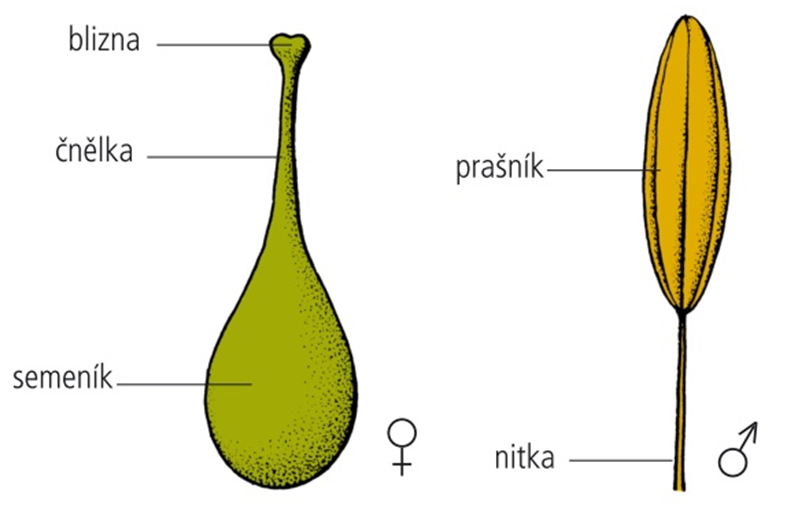 blizna
čnělka
semeník
prašník
nitka